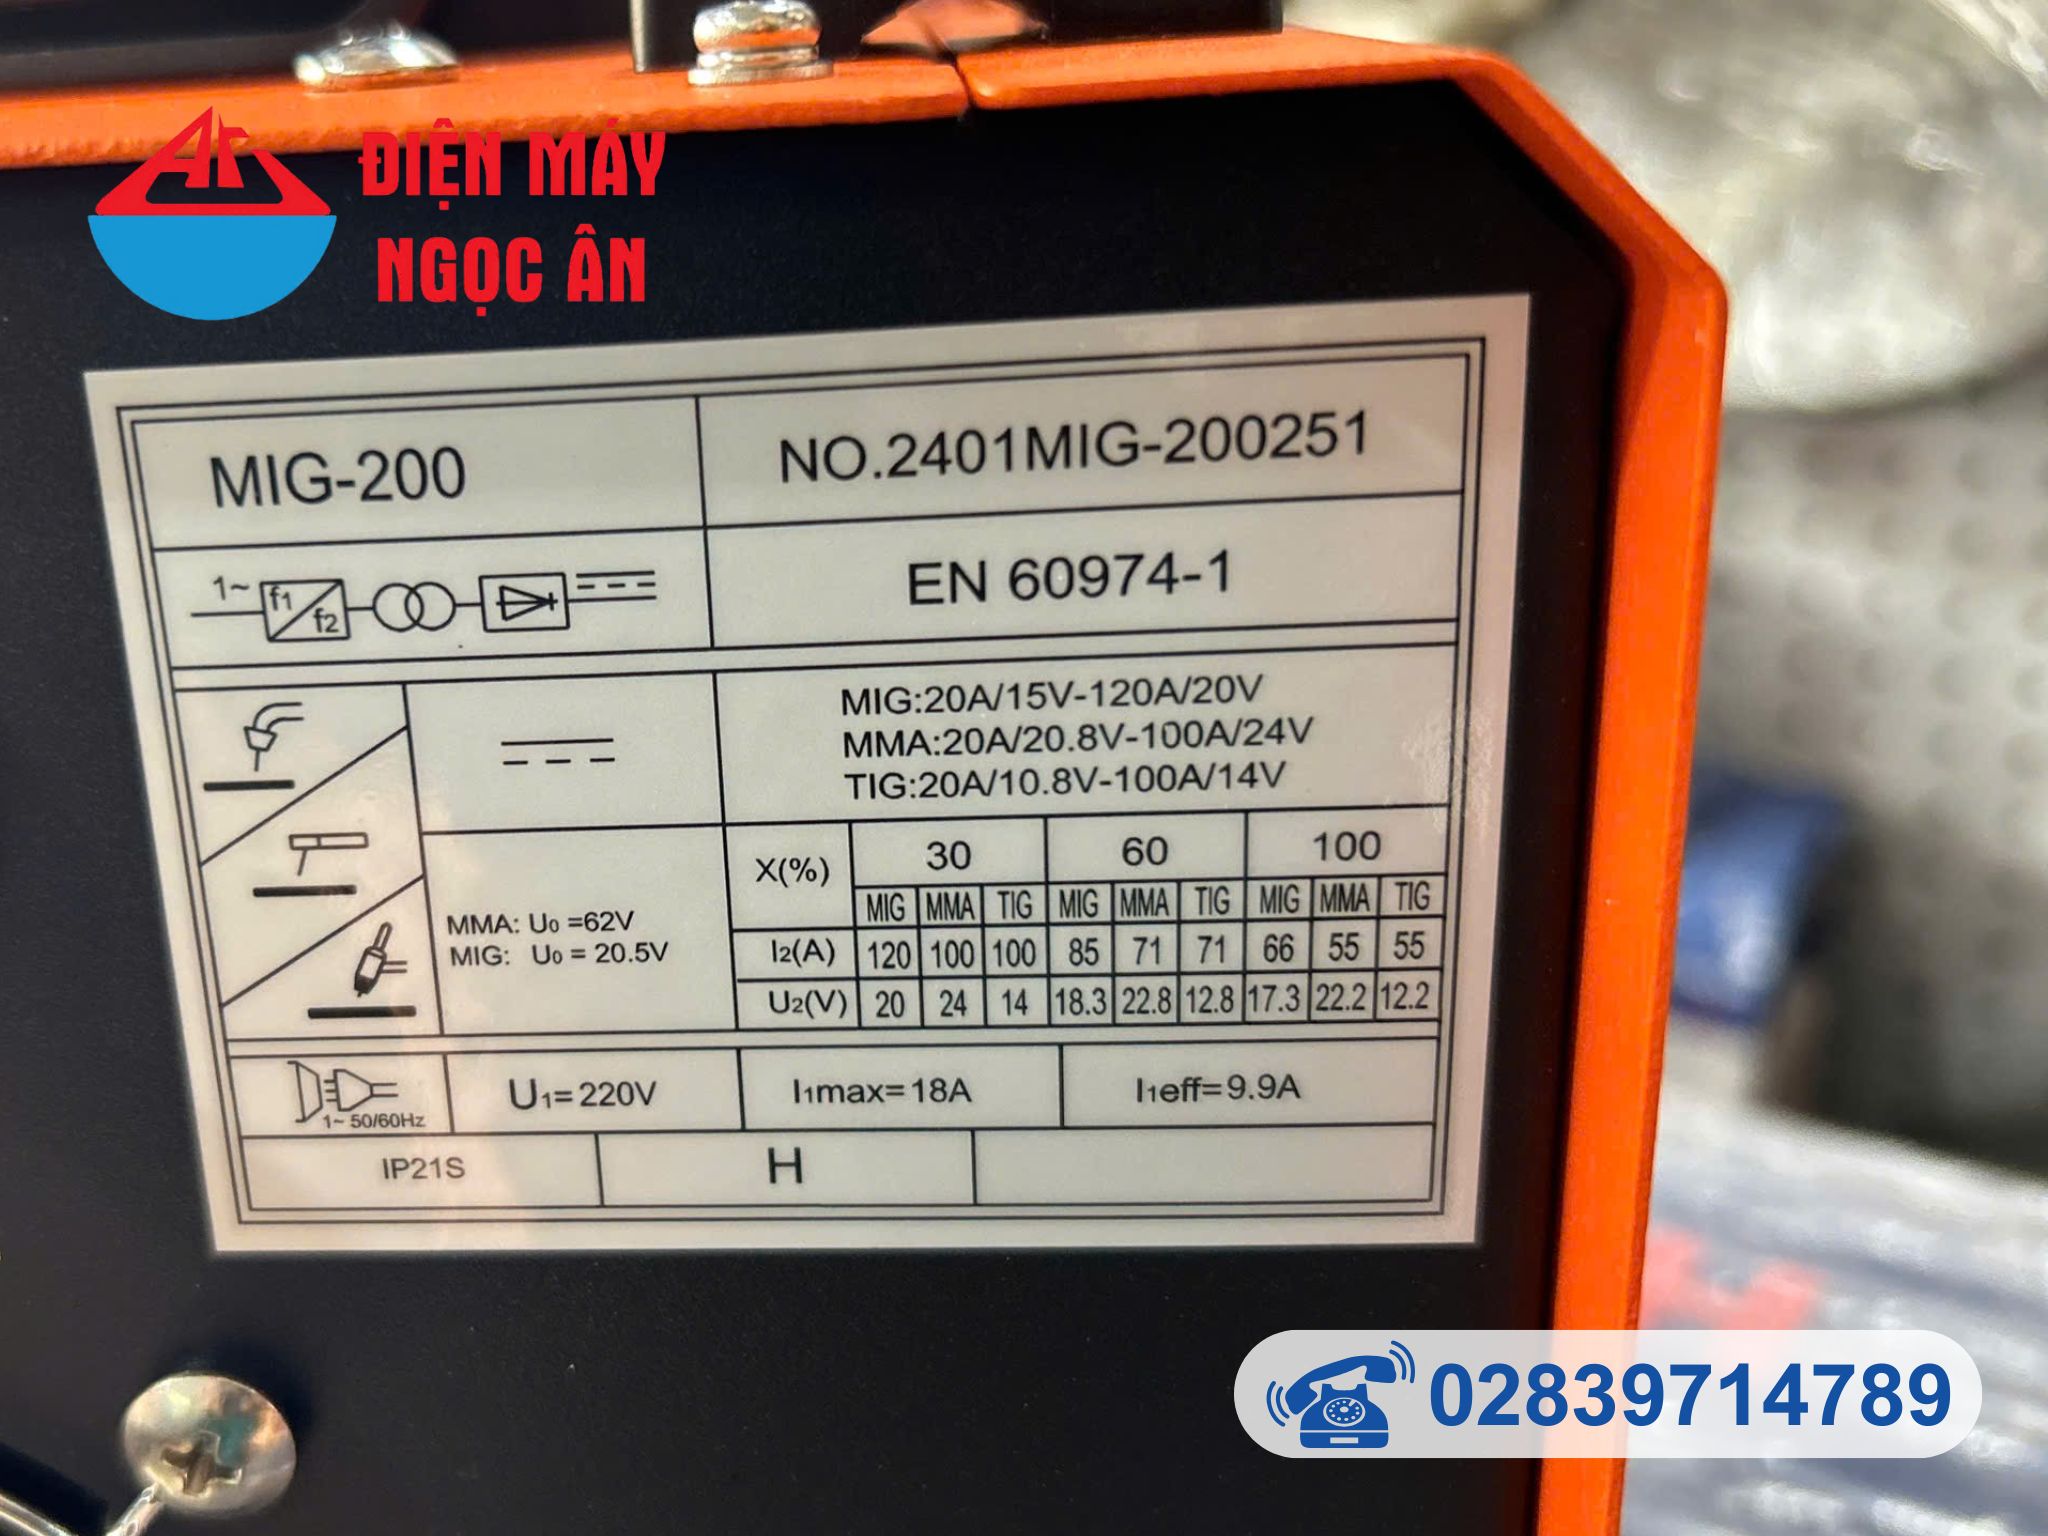 ĐIỆN MÁY
NGỌC ÂN
MIG-200
NO.2401MIG-200251
1~ f1 f2
EN 60974-1
MIG:20A/15V-120A/20V
MMA:20A/20.8V-100A/24V
TIG:20A/10.8V-100A/14V
X(%) 30 60 100
MIG MMA TIG MIG MMA TIG MIG MMA TIG
MMA: U0 =62V
MIG: U0 = 20.5V
I2(A) 120 100 100 85 71 71 66 55 55
U2(V) 20 24 14 18.3 22.8 12.8 17.3 22.2 12.2
1~ 50/60Hz
U1=220V
I1max=18A
I1eff=9.9A
IP21S
H
02839714789